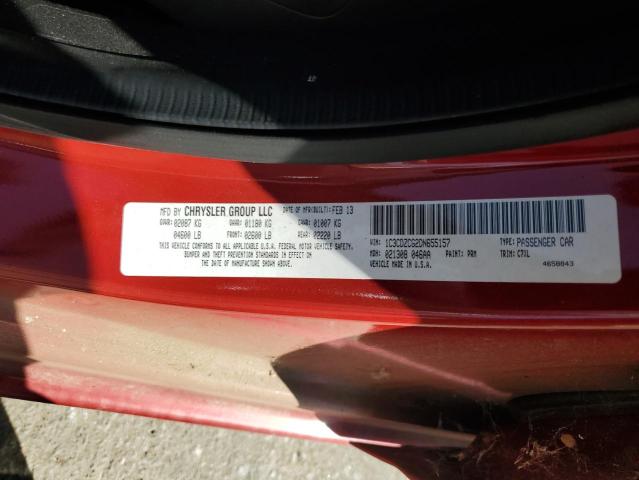 MFD BY CHRYSLER GROUP LLC DATE OF MFR(BUILT): FEB 13
GVWR: 02087 KG GAWR: 01180 KG GAWR: 01007 KG
04600 LB FRONT: 02600 LB REAR: 02220 LB
THIS VEHICLE CONFORMS TO ALL APPLICABLE U.S.A. FEDERAL MOTOR VEHICLE SAFETY,
BUMPER AND THEFT PREVENTION STANDARDS IN EFFECT ON
THE DATE OF MANUFACTURE SHOWN ABOVE.
VIN: 1C3CDZCG2DN655157 TYPE: PASSENGER CAR
MDH: 021308 046AA PAINT: PRM TRIM: C7XL
VEHICLE MADE IN U.S.A. 4658843